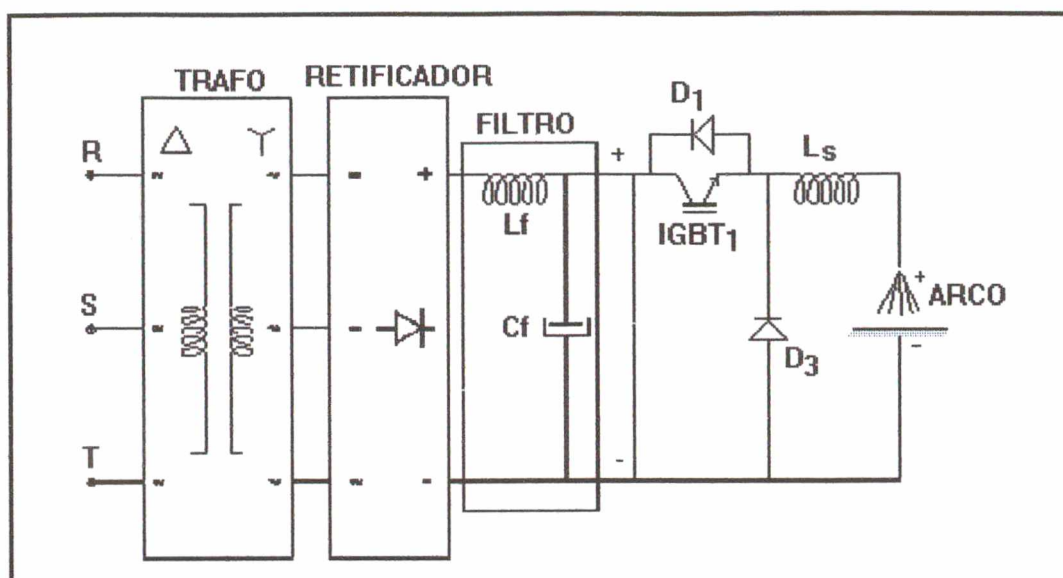 TRAFO
RETIFICADOR
FILTRO
D1
R
Ls
+
+
Lf
IGBT1
S
+
ARCO
Cf
-
D3
T
-
-